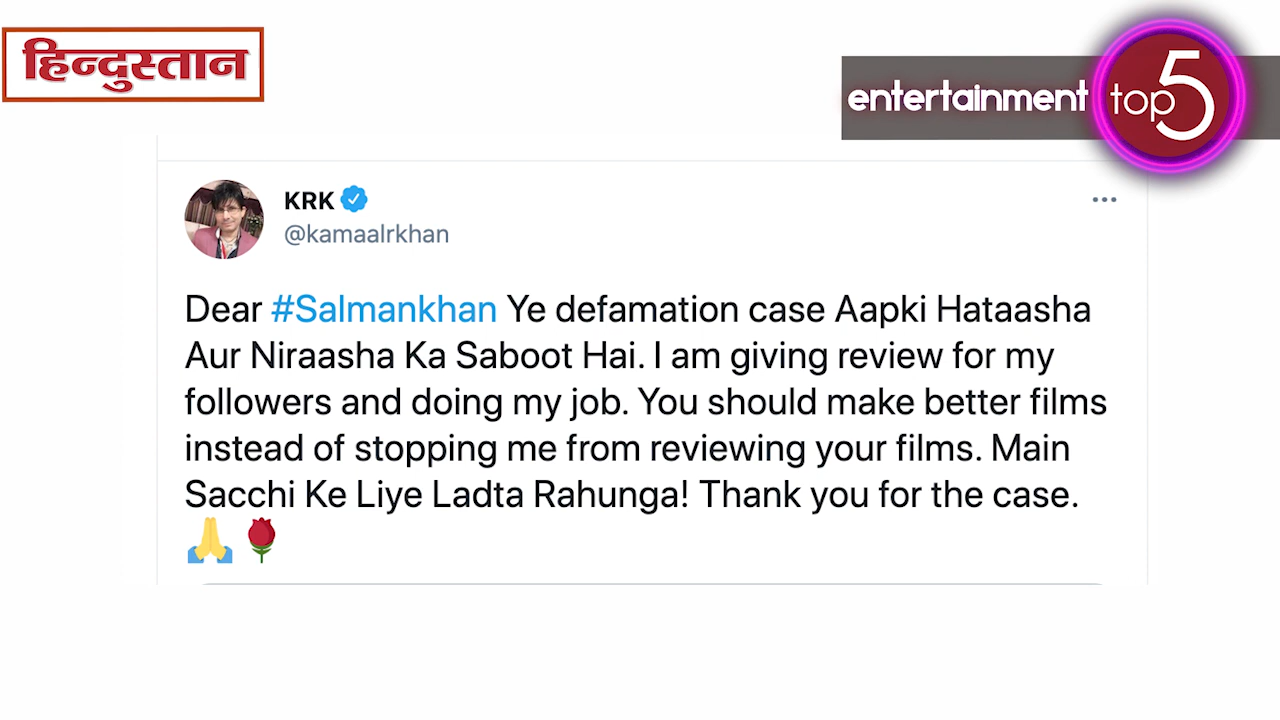 हिन्दुस्तान
entertainment top 5
KRK
@kamaalrkhan
Dear #Salmankhan Ye defamation case Aapki Hataasha
Aur Niraasha Ka Saboot Hai. I am giving review for my
followers and doing my job. You should make better films
instead of stopping me from reviewing your films. Main
Sacchi Ke Liye Ladta Rahunga! Thank you for the case.
🙏🌹